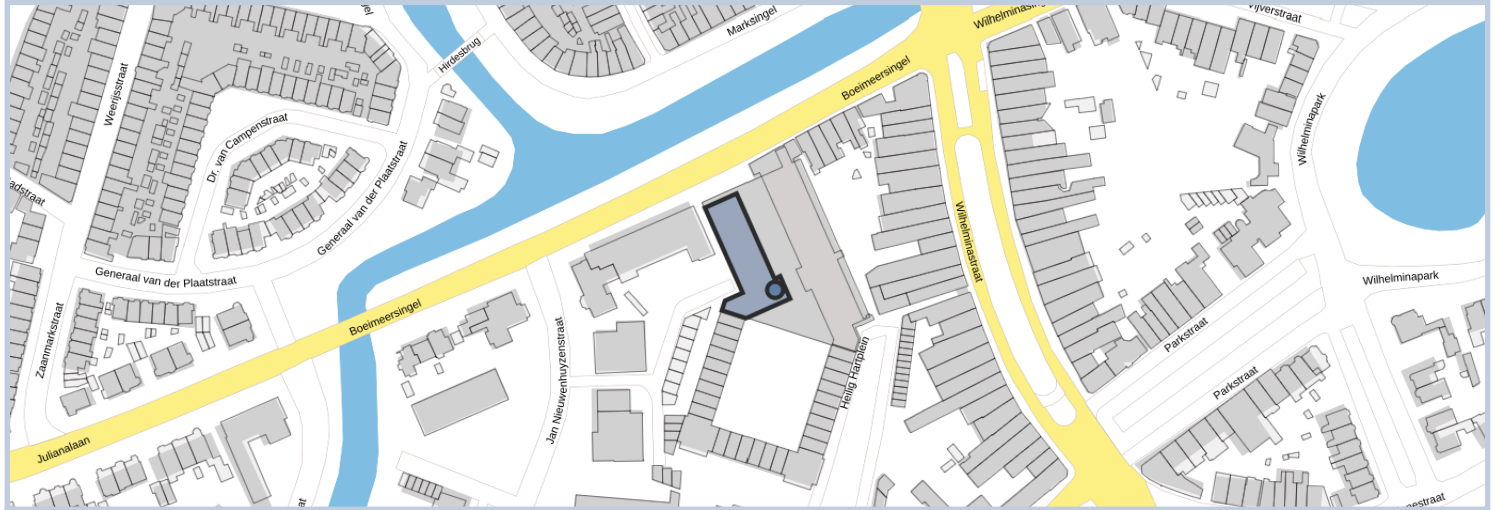 Wilhelminasingel
Marksingel
Hirdesbrug
Boeimeersingel
Weerijsstraat
Dr. van Campenstraat
Generaal van der Plaatstraat
Wilhelminapark
Wilhelminastraat
Generaal van der Plaatstraat
Wilhelminapark
Boeimeersingel
Zaanmarkstraat
Jan Nieuwenhuyzenstraat
Heilig Hartplein
Parkstraat
Parkstraat
Julianalaan